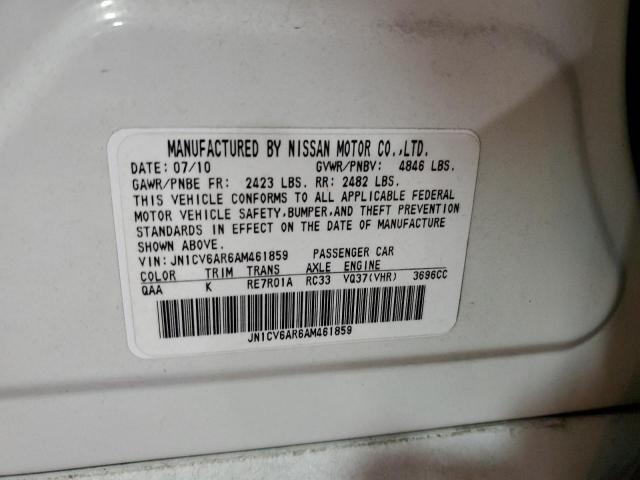 MANUFACTURED BY NISSAN MOTOR CO.,LTD.
DATE: 07/10 GVWR/PNBV: 4846 LBS.
GAWR/PNBE FR: 2423 LBS. RR: 2482 LBS.
THIS VEHICLE CONFORMS TO ALL APPLICABLE FEDERAL
MOTOR VEHICLE SAFETY,BUMPER,AND THEFT PREVENTION
STANDARDS IN EFFECT ON THE DATE OF MANUFACTURE
SHOWN ABOVE.
VIN: JN1CV6AR6AM461859 PASSENGER CAR
COLOR TRIM TRANS AXLE ENGINE
QAA K RE7R01A RC33 VQ37(VHR) 3696CC
JN1CV6AR6AM461859